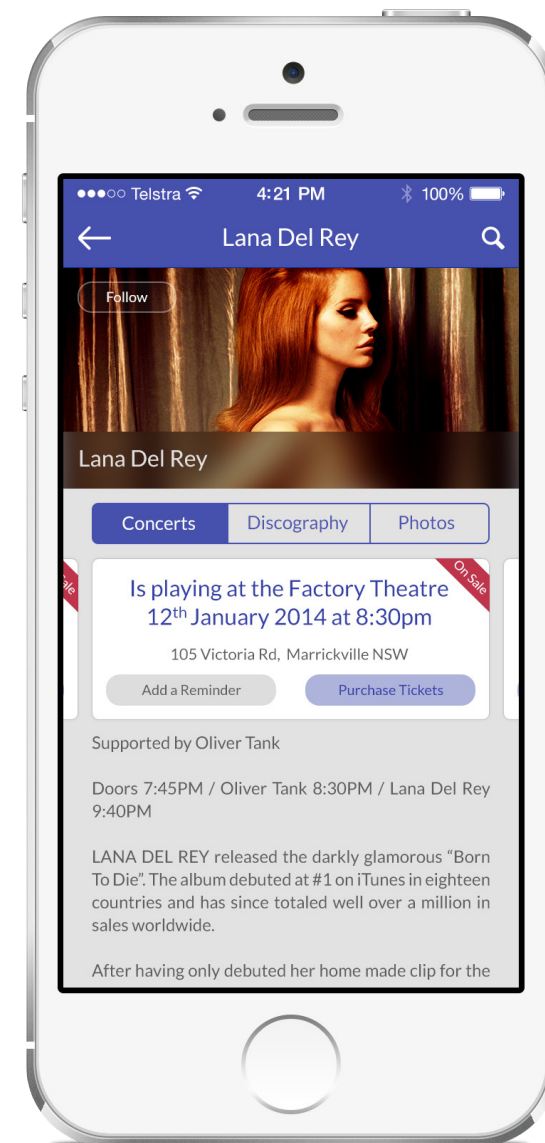 Telstra 4:21 PM 100%
Lana Del Rey
Follow
Lana Del Rey
Concerts Discography Photos
On Sale
Sale
Is playing at the Factory Theatre
12th January 2014 at 8:30pm
105 Victoria Rd, Marrickville NSW
Add a Reminder Purchase Tickets
Supported by Oliver Tank
Doors 7:45PM / Oliver Tank 8:30PM / Lana Del Rey
9:40PM
LANA DEL REY released the darkly glamorous “Born
To Die”. The album debuted at #1 on iTunes in eighteen
countries and has since totaled well over a million in
sales worldwide.
After having only debuted her home made clip for the